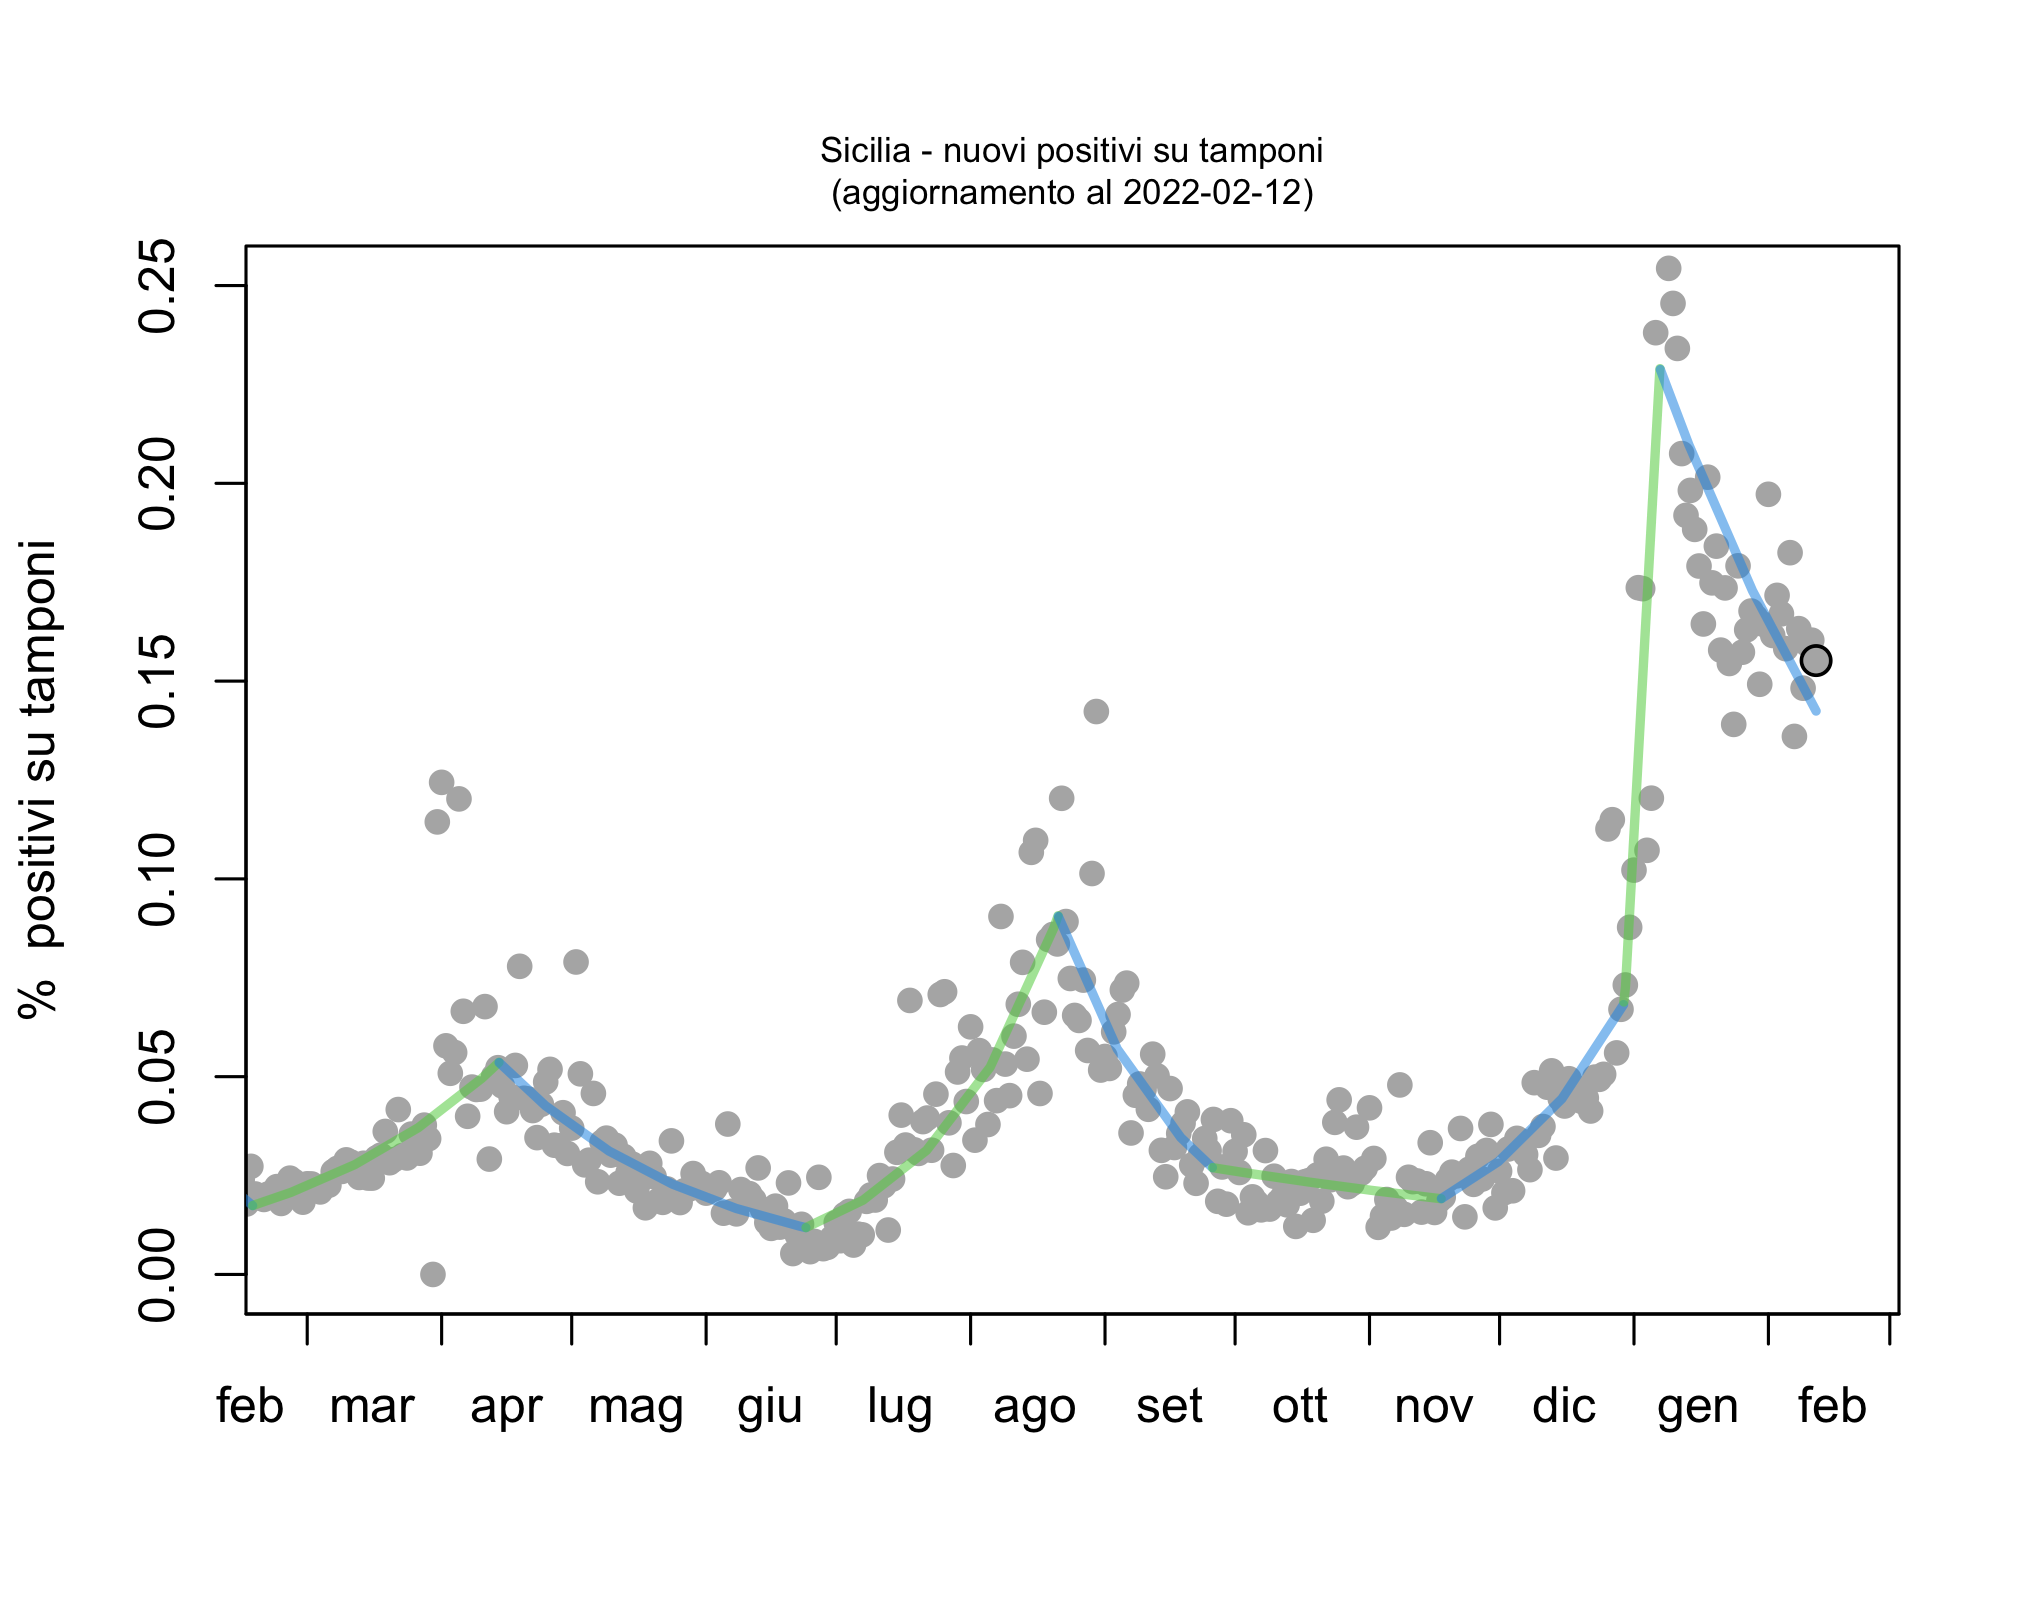 Sicilia - nuovi positivi su tamponi
(aggiornamento al 2022-02-12)
% positivi su tamponi
0.25
0.20
0.15
0.10
0.05
0.00
feb mar apr mag giu lug ago set ott nov dic gen feb